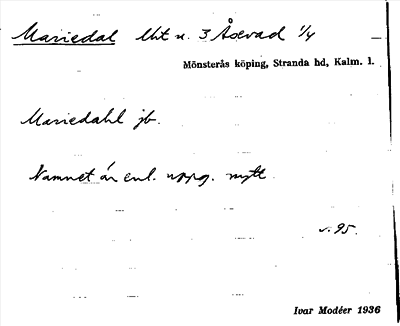 Mariedal Lht u. 3 Åsevad 1/4
Mönsterås köping, Stranda hd, Kalm. l.
Mariedahl jb.
Namnet är enl. uppg. nytt
v. 95.
Ivar Modéer 1936